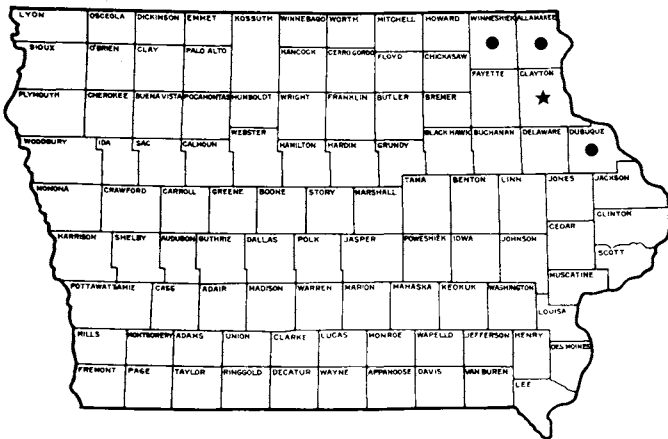 LYON OSCEOLA DICKINSON EMMET KOSSUTH WINNEBAGO WORTH MITCHELL HOWARD WINNESHIEK ALLAMAKEE
SIOUX O'BRIEN CLAY PALO ALTO HANCOCK CERRO GORDO FLOYD CHICKASAW
FAYETTE CLAYTON
PLYMOUTH CHEROKEE BUENA VISTA POCAHONTAS HUMBOLDT WRIGHT FRANKLIN BUTLER BREMER
WEBSTER BLACK HAWK BUCHANAN DELAWARE DUBUQUE
WOODBURY IDA SAC CALHOUN HAMILTON HARDIN GRUNDY
TAMA BENTON LINN JONES JACKSON
MONONA CRAWFORD CARROLL GREENE BOONE STORY MARSHALL
CLINTON
CEDAR
HARRISON SHELBY AUDUBON GUTHRIE DALLAS POLK JASPER POWESHIEK IOWA JOHNSON
SCOTT
MUSCATINE
POTTAWATTAMIE CASS ADAIR MADISON WARREN MARION MAHASKA KEOKUK WASHINGTON
LOUISA
MILLS MONTGOMERY ADAMS UNION CLARKE LUCAS MONROE WAPELLO JEFFERSON HENRY
DES MOINES
FREMONT PAGE TAYLOR RINGGOLD DECATUR WAYNE APPANOOSE DAVIS VAN BUREN
LEE